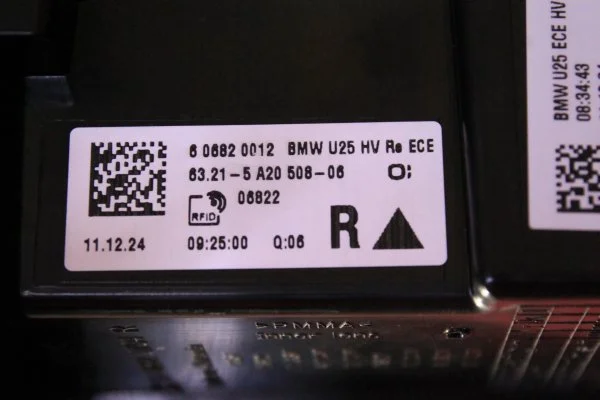 6 0682 0012 BMW U25 HV Re ECE
63.21-5 A20 508-06 O;
RFID 06822
R
11.12.24 09:25:00 Q:06
BMW U25 ECE HV
08:34:43
>PMMA<